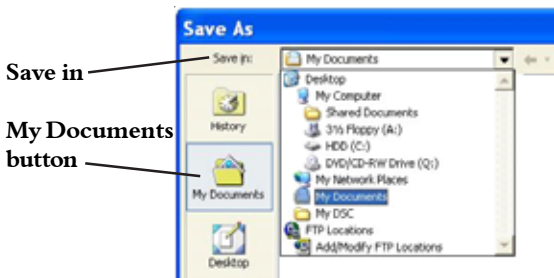 Save As
Save in
Save in:
My Documents
Desktop
My Computer
Shared Documents
3½ Floppy (A:)
HDD (C:)
DVD/CD-RW Drive (Q:)
My Network Places
My Documents
My DSC
FTP Locations
Add/Modify FTP Locations
History
My Documents
button
My Documents
Desktop